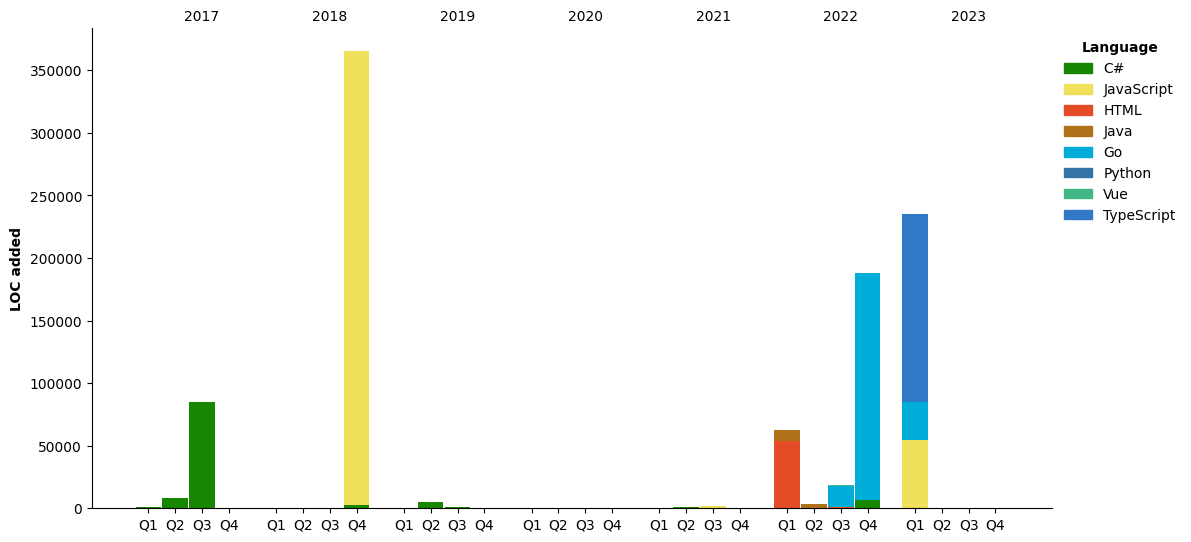 2017 2018 2019 2020 2021 2022 2023
Language
C#
JavaScript
HTML
Java
Go
Python
Vue
TypeScript
LOC added
350000
300000
250000
200000
150000
100000
50000
0
Q1 Q2 Q3 Q4 Q1 Q2 Q3 Q4 Q1 Q2 Q3 Q4 Q1 Q2 Q3 Q4 Q1 Q2 Q3 Q4 Q1 Q2 Q3 Q4 Q1 Q2 Q3 Q4